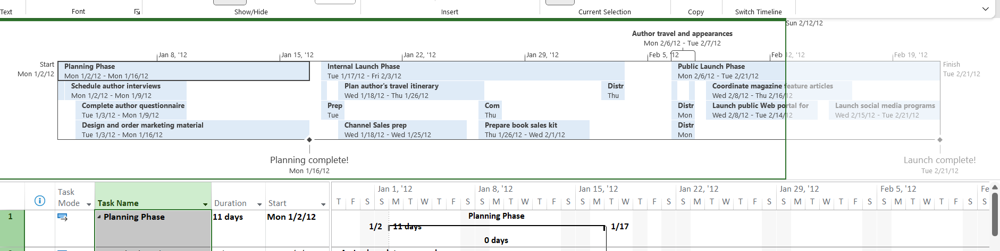 Text Font Show/Hide Insert Current Selection Copy Switch Timeline
Sun 2/12/12
Author travel and appearances
Mon 2/6/12 - Tue 2/7/12
Jan 8, '12 Jan 15, '12 Jan 22, '12 Jan 29, '12 Feb 5, '12 Feb 12, '12 Feb 19, '12
Start
Mon 1/2/12
Planning Phase
Mon 1/2/12 - Mon 1/16/12
Internal Launch Phase
Tue 1/17/12 - Fri 2/3/12
Public Launch Phase
Mon 2/6/12 - Tue 2/21/12
Finish
Tue 2/21/12
Schedule author interviews
Mon 1/2/12 - Mon 1/9/12
Plan author's travel itinerary
Wed 1/18/12 - Thu 1/26/12
Distr
Thu
Coordinate magazine feature articles
Wed 2/8/12 - Thu 2/16/12
Complete author questionnaire
Tue 1/3/12 - Mon 1/9/12
Prep
Tue
Com
Thu
Distr
Mon
Launch public Web portal for
Wed 2/8/12 - Tue 2/14/12
Launch social media programs
Wed 2/15/12 - Tue 2/21/12
Design and order marketing material
Tue 1/3/12 - Mon 1/16/12
Channel Sales prep
Wed 1/18/12 - Wed 1/25/12
Prepare book sales kit
Thu 1/26/12 - Wed 2/1/12
Distr
Mon
Planning complete!
Mon 1/16/12
Launch complete!
Tue 2/21/12
Task Mode Task Name Duration Start
Jan 1, '12 Jan 8, '12 Jan 15, '12 Jan 22, '12 Jan 29, '12 Feb 5, '12 Fe
T F S S M T W T F S S M T W T F S S M T W T F S S M T W T F S S M T W T F S S M T W T F S S
1 Planning Phase 11 days Mon 1/2/12
Planning Phase
1/2 11 days 1/17
0 days